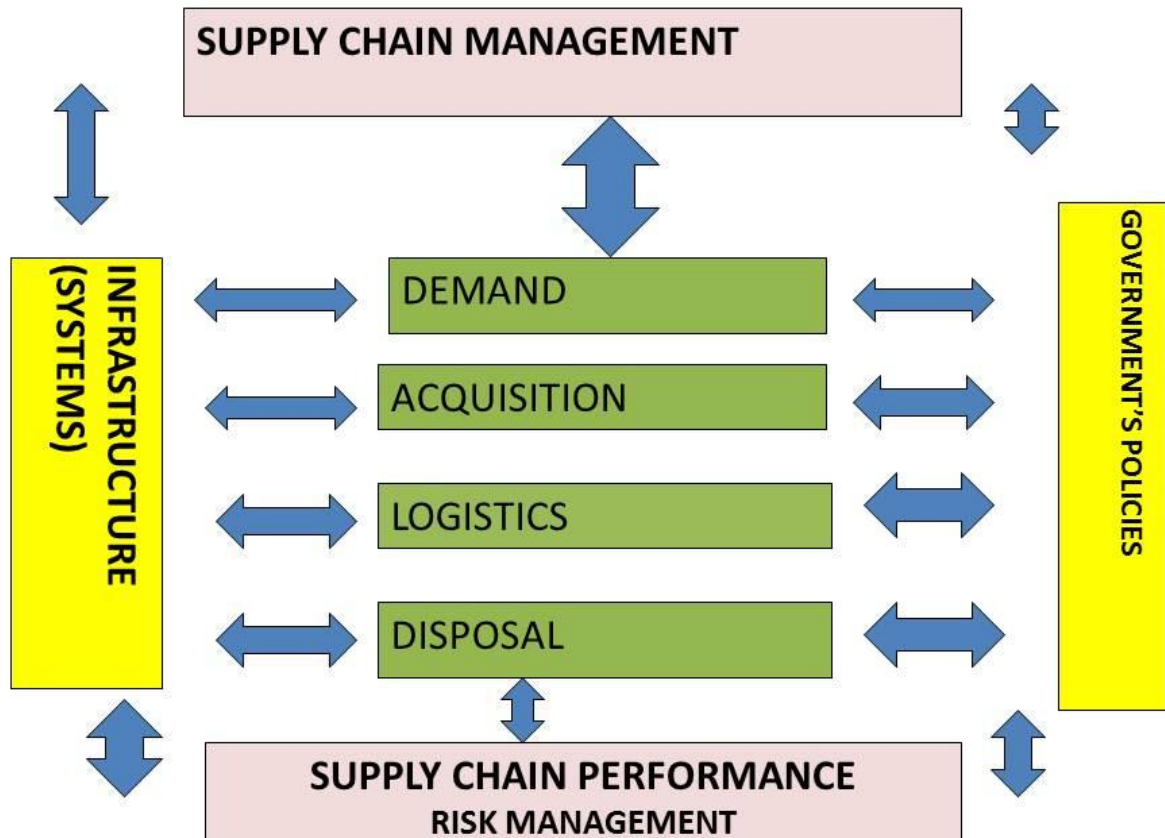 SUPPLY CHAIN MANAGEMENT
INFRASTRUCTURE
(SYSTEMS)
DEMAND
ACQUISITION
LOGISTICS
DISPOSAL
GOVERNMENT’S POLICIES
SUPPLY CHAIN PERFORMANCE
RISK MANAGEMENT